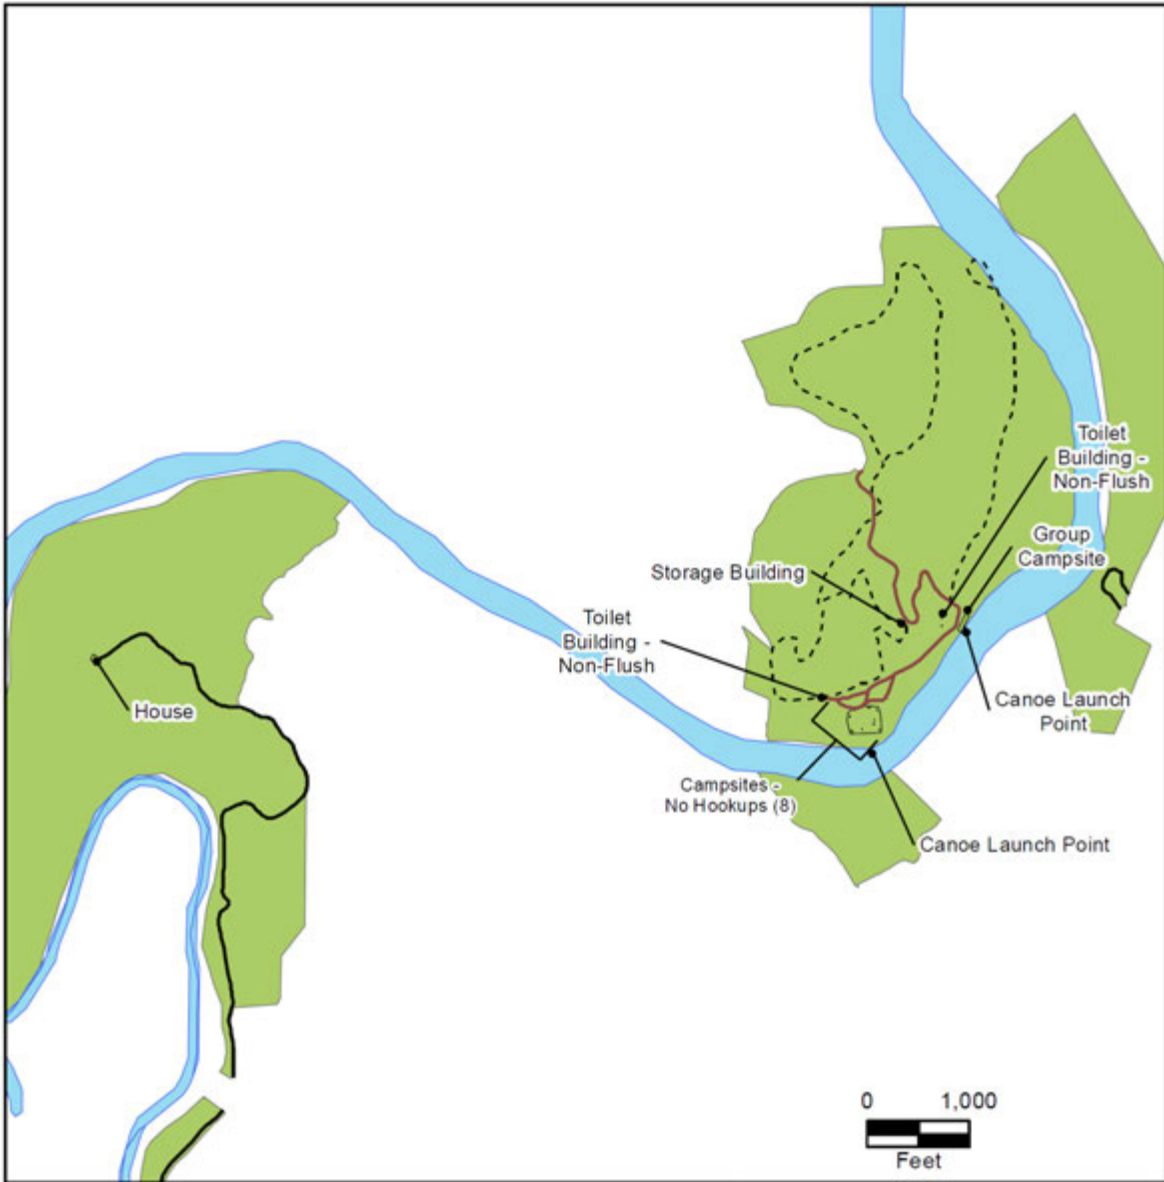 Toilet
Building -
Non-Flush
Group
Campsite
Storage Building
Toilet
Building -
Non-Flush
House
Canoe Launch
Point
Campsites -
No Hookups (8)
Canoe Launch Point
0 1,000
Feet